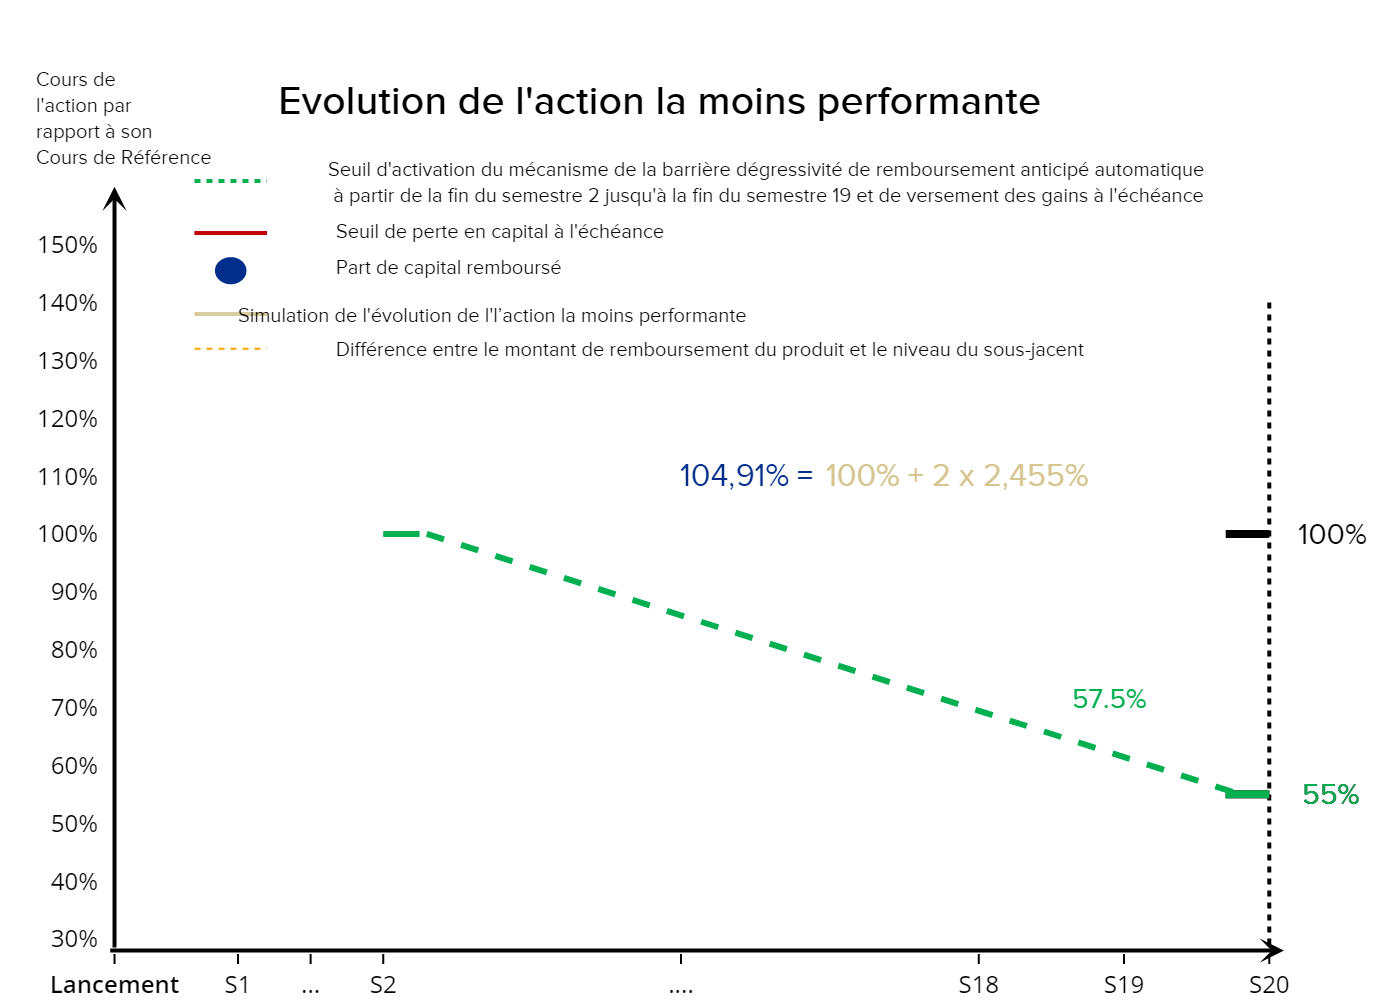 Cours de
l'action par
rapport à son
Cours de Référence
Evolution de l'action la moins performante
Seuil d'activation du mécanisme de la barrière dégressivité de remboursement anticipé automatique
à partir de la fin du semestre 2 jusqu'à la fin du semestre 19 et de versement des gains à l'échéance
Seuil de perte en capital à l'échéance
Part de capital remboursé
Simulation de l'évolution de l'l’action la moins performante
Différence entre le montant de remboursement du produit et le niveau du sous-jacent
150%
140%
130%
120%
110%
100%
90%
80%
70%
60%
50%
40%
30%
104,91% = 100% + 2 x 2,455%
100%
57.5%
55%
Lancement S1 ... S2 .... S18 S19 S20